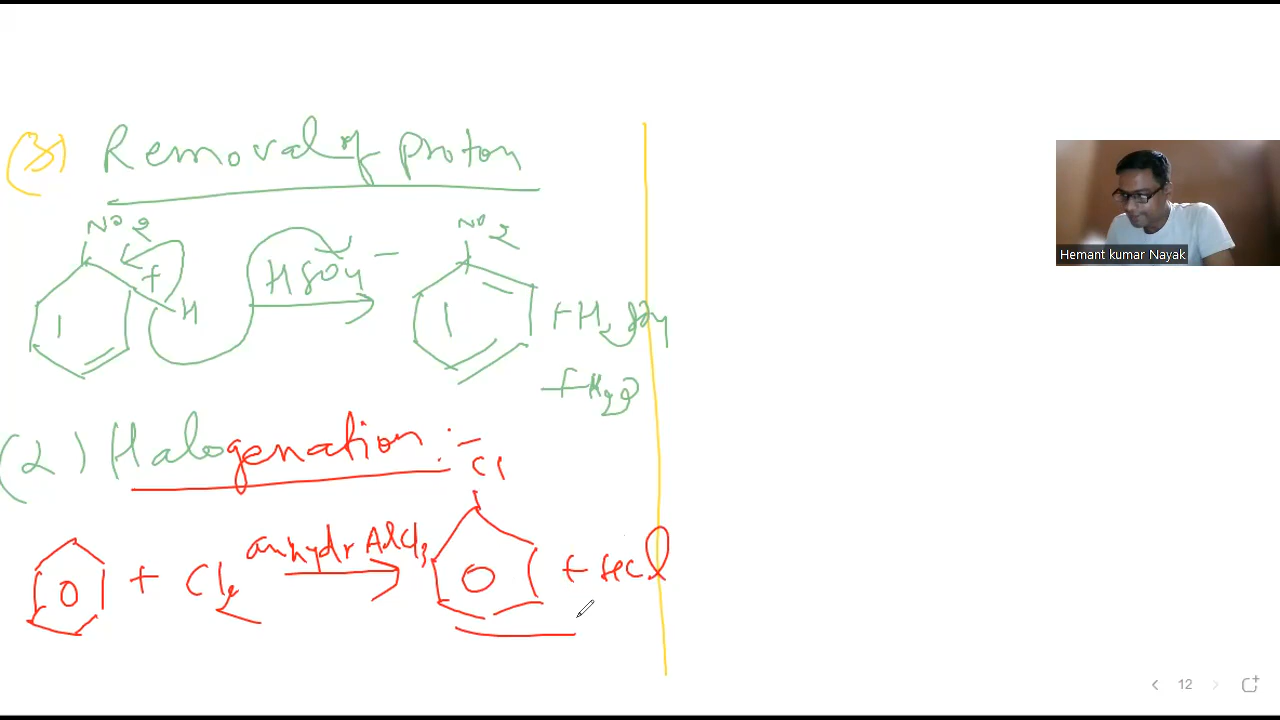 (3) Removal of proton
NO2 NO2
+ H HSO4- + H2SO4
+ H2O
(2) Halogenation :-
Cl
+ Cl2 anhydr AlCl3 + HCl
Hemant kumar Nayak
12